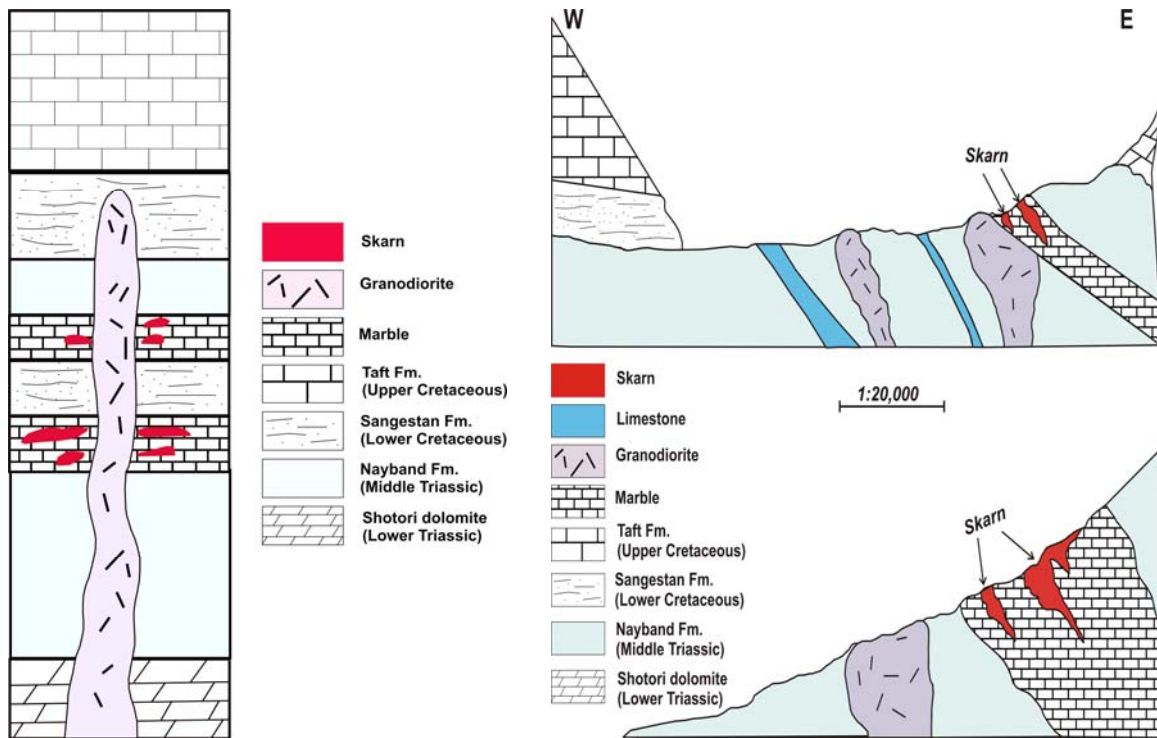 Skarn
Granodiorite
Marble
Taft Fm.
(Upper Cretaceous)
Sangestan Fm.
(Lower Cretaceous)
Nayband Fm.
(Middle Triassic)
Shotori dolomite
(Lower Triassic)
W
E
Skarn
Skarn
Limestone
Granodiorite
Marble
Taft Fm.
(Upper Cretaceous)
Sangestan Fm.
(Lower Cretaceous)
Nayband Fm.
(Middle Triassic)
Shotori dolomite
(Lower Triassic)
1:20,000
Skarn